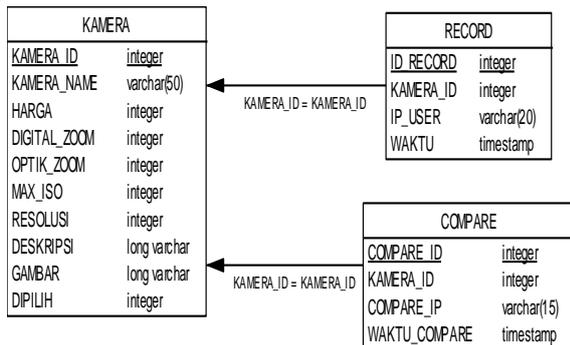 KAMERA
KAMERA_ID integer
KAMERA_NAME varchar(50)
HARGA integer
DIGITAL_ZOOM integer
OPTIK_ZOOM integer
MAX_ISO integer
RESOLUSI integer
DESKRIPSI long varchar
GAMBAR long varchar
DIPILIH integer
KAMERA_ID = KAMERA_ID
RECORD
ID_RECORD integer
KAMERA_ID integer
IP_USER varchar(20)
WAKTU timestamp
KAMERA_ID = KAMERA_ID
COMPARE
COMPARE_ID integer
KAMERA_ID integer
COMPARE_IP varchar(15)
WAKTU_COMPARE timestamp